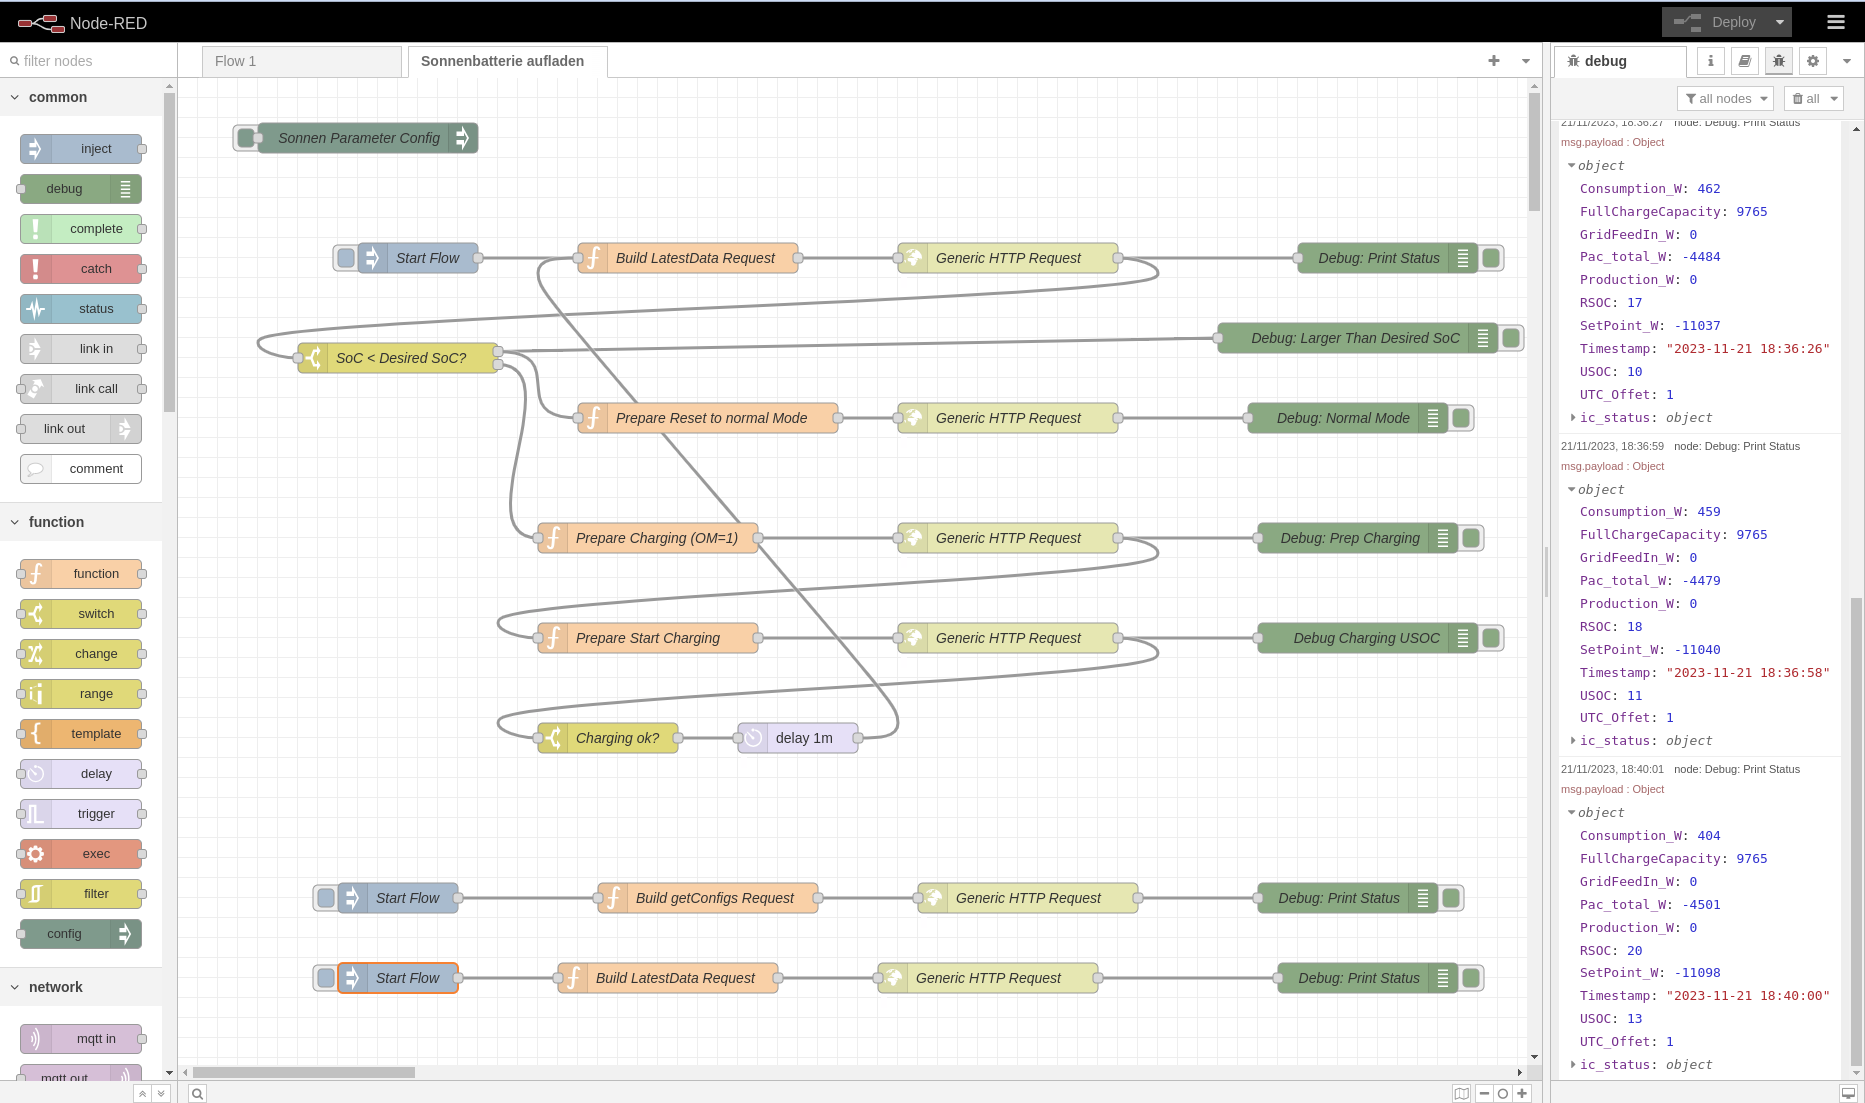 Node-RED
Deploy
filter nodes
Flow 1
Sonnenbatterie aufladen
debug
i
all nodes
all
common
inject
debug
complete
catch
status
link in
link call
link out
comment
function
function
switch
change
range
template
delay
trigger
exec
filter
config
network
mqtt in
mqtt out
Sonnen Parameter Config
Start Flow
Build LatestData Request
Generic HTTP Request
Debug: Print Status
SoC < Desired SoC?
Debug: Larger Than Desired SoC
Prepare Reset to normal Mode
Generic HTTP Request
Debug: Normal Mode
Prepare Charging (OM=1)
Generic HTTP Request
Debug: Prep Charging
Prepare Start Charging
Generic HTTP Request
Debug Charging USOC
Charging ok?
delay 1m
Start Flow
Build getConfigs Request
Generic HTTP Request
Debug: Print Status
Start Flow
Build LatestData Request
Generic HTTP Request
Debug: Print Status
21/11/2023, 18:36:27 node: Debug: Print Status
msg.payload : Object
object
Consumption_W: 462
FullChargeCapacity: 9765
GridFeedIn_W: 0
Pac_total_W: -4484
Production_W: 0
RSOC: 17
SetPoint_W: -11037
Timestamp: "2023-11-21 18:36:26"
USOC: 10
UTC_Offet: 1
ic_status: object
21/11/2023, 18:36:59 node: Debug: Print Status
msg.payload : Object
object
Consumption_W: 459
FullChargeCapacity: 9765
GridFeedIn_W: 0
Pac_total_W: -4479
Production_W: 0
RSOC: 18
SetPoint_W: -11040
Timestamp: "2023-11-21 18:36:58"
USOC: 11
UTC_Offet: 1
ic_status: object
21/11/2023, 18:40:01 node: Debug: Print Status
msg.payload : Object
object
Consumption_W: 404
FullChargeCapacity: 9765
GridFeedIn_W: 0
Pac_total_W: -4501
Production_W: 0
RSOC: 20
SetPoint_W: -11098
Timestamp: "2023-11-21 18:40:00"
USOC: 13
UTC_Offet: 1
ic_status: object